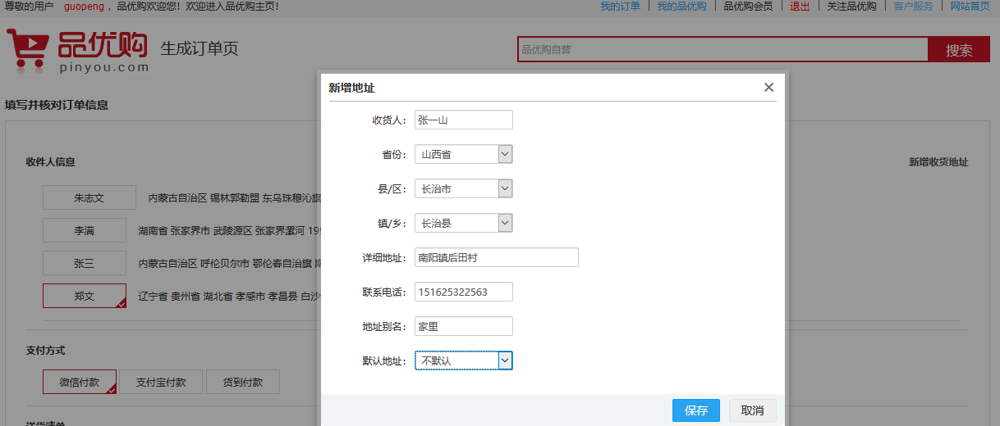 尊敬的用户 guopeng ，品优购欢迎您！欢迎进入品优购主页！ 我的订单 我的品优购 品优购会员 退出 关注品优购 客户服务 网站首页
品优购 pinyou.com 生成订单页 品优购自营 搜索
填写并核对订单信息
收件人信息 新增收货地址
朱志文 内蒙古自治区 锡林郭勒盟 东乌珠穆沁旗
李满 湖南省 张家界市 武陵源区 张家界漯河 199
张三 内蒙古自治区 呼伦贝尔市 鄂伦春自治旗
郑文 辽宁省 贵州省 湖北省 孝感市 孝昌县 白沙
支付方式
微信付款 支付宝付款 货到付款
送货清单
新增地址
收货人： 张一山
省份： 山西省
县/区： 长治市
镇/乡： 长治县
详细地址： 南阳镇后田村
联系电话： 151625322563
地址别名： 家里
默认地址： 不默认
保存 取消